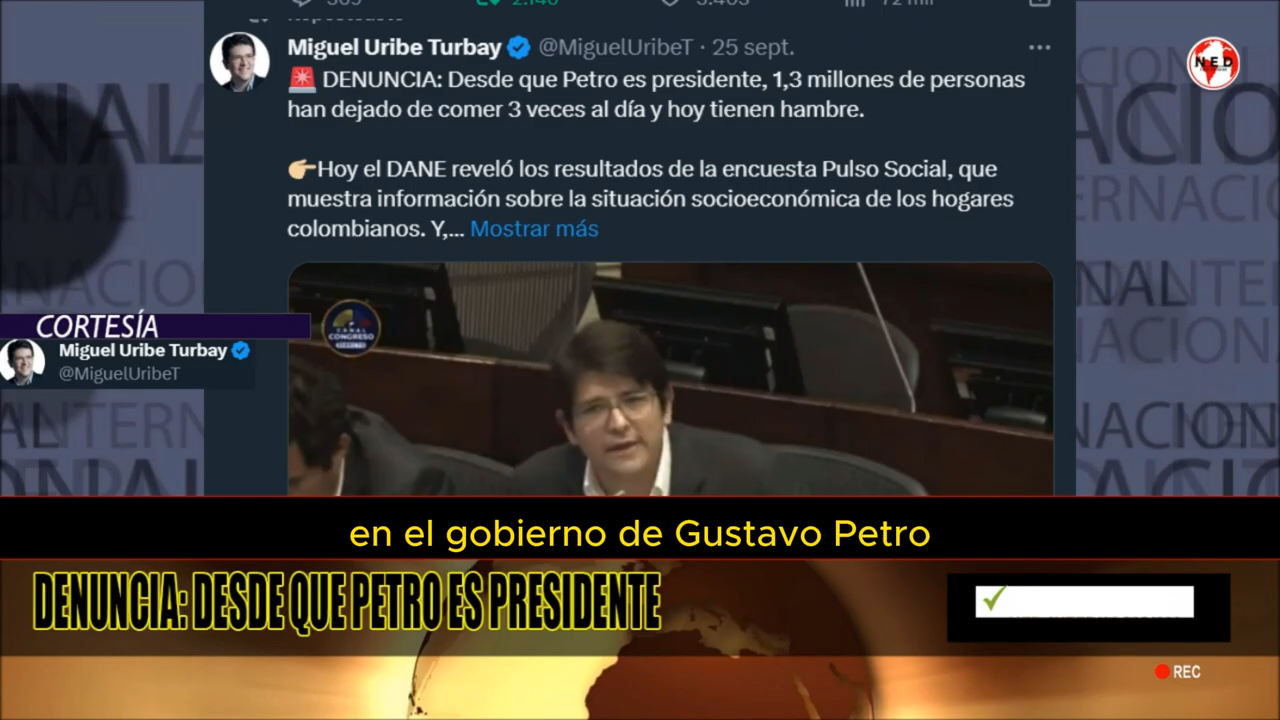 Miguel Uribe Turbay @MiguelUribeT · 25 sept.
DENUNCIA: Desde que Petro es presidente, 1,3 millones de personas
han dejado de comer 3 veces al día y hoy tienen hambre.
Hoy el DANE reveló los resultados de la encuesta Pulso Social, que
muestra información sobre la situación socioeconómica de los hogares
colombianos. Y,... Mostrar más
NED
CANAL
CONGRESO
CORTESÍA
Miguel Uribe Turbay
@MiguelUribeT
en el gobierno de Gustavo Petro
DENUNCIA: DESDE QUE PETRO ES PRESIDENTE
REC